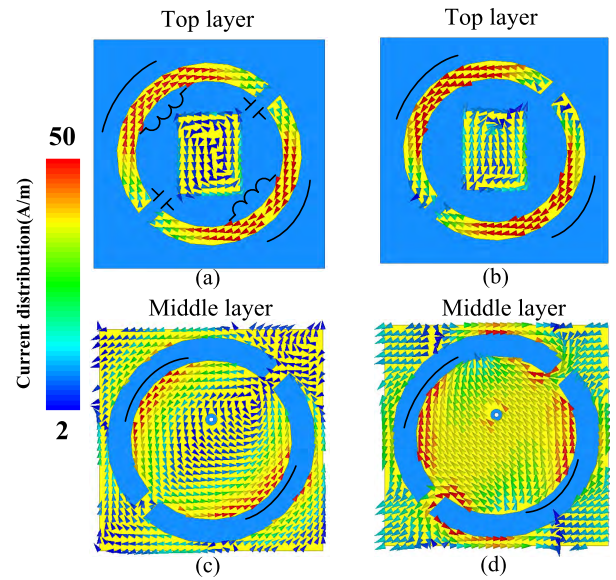 Top layer
Top layer
50
Current distribution(A/m)
2
(a)
(b)
Middle layer
Middle layer
(c)
(d)